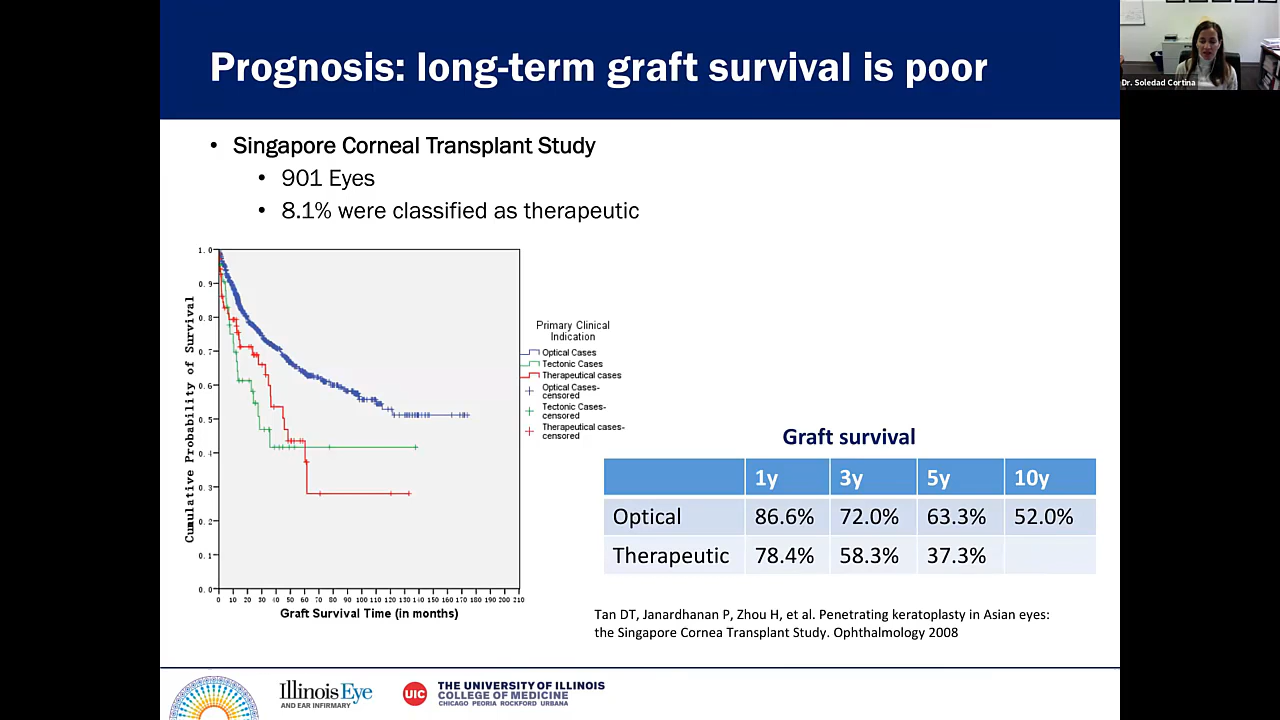 Prognosis: long-term graft survival is poor
Dr. Soledad Cortina
• Singapore Corneal Transplant Study
• 901 Eyes
• 8.1% were classified as therapeutic
Cumulative Probability of Survival
1.0
0.9
0.8
0.7
0.6
0.5
0.4
0.3
0.2
0.1
0.0
0 10 20 30 40 50 60 70 80 90 100 110 120 130 140 150 160 170 180 190 200 210
Graft Survival Time (in months)
Primary Clinical
Indication
Optical Cases
Tectonic Cases
Therapeutical cases
Optical Cases-
censored
Tectonic Cases-
censored
Therapeutical cases-
censored
Graft survival
1y 3y 5y 10y
Optical 86.6% 72.0% 63.3% 52.0%
Therapeutic 78.4% 58.3% 37.3%
Tan DT, Janardhanan P, Zhou H, et al. Penetrating keratoplasty in Asian eyes:
the Singapore Cornea Transplant Study. Ophthalmology 2008
Illinois Eye
AND EAR INFIRMARY
UIC
THE UNIVERSITY OF ILLINOIS
COLLEGE OF MEDICINE
CHICAGO PEORIA ROCKFORD URBANA